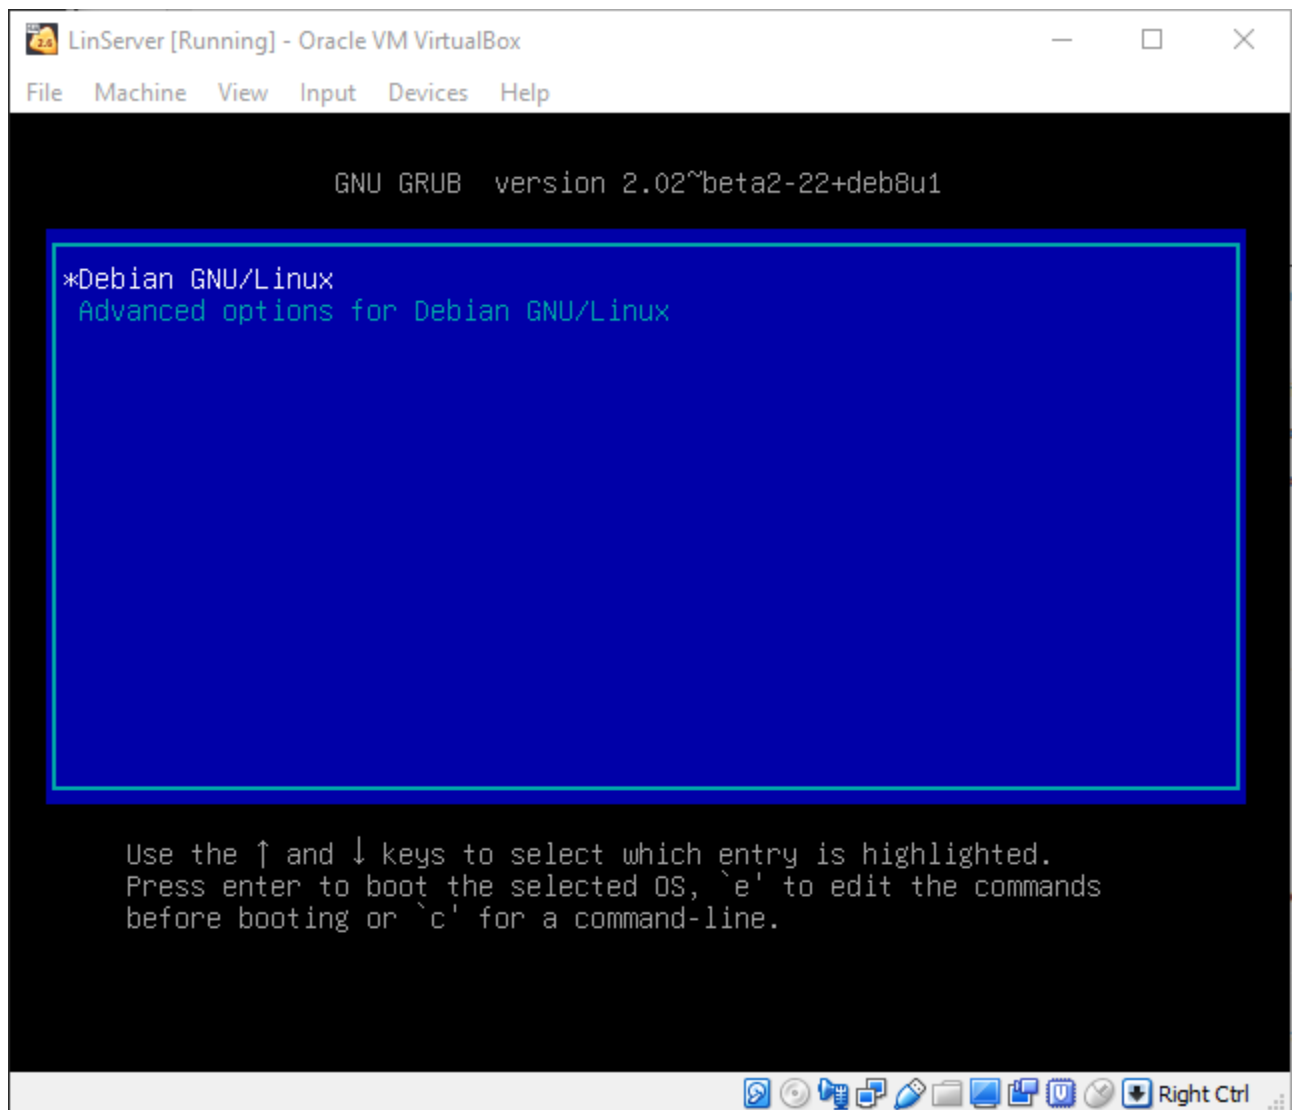 LinServer [Running] - Oracle VM VirtualBox
File Machine View Input Devices Help
GNU GRUB version 2.02~beta2-22+deb8u1
*Debian GNU/Linux
Advanced options for Debian GNU/Linux
Use the ↑ and ↓ keys to select which entry is highlighted.
Press enter to boot the selected OS, `e' to edit the commands
before booting or `c' for a command-line.
Right Ctrl